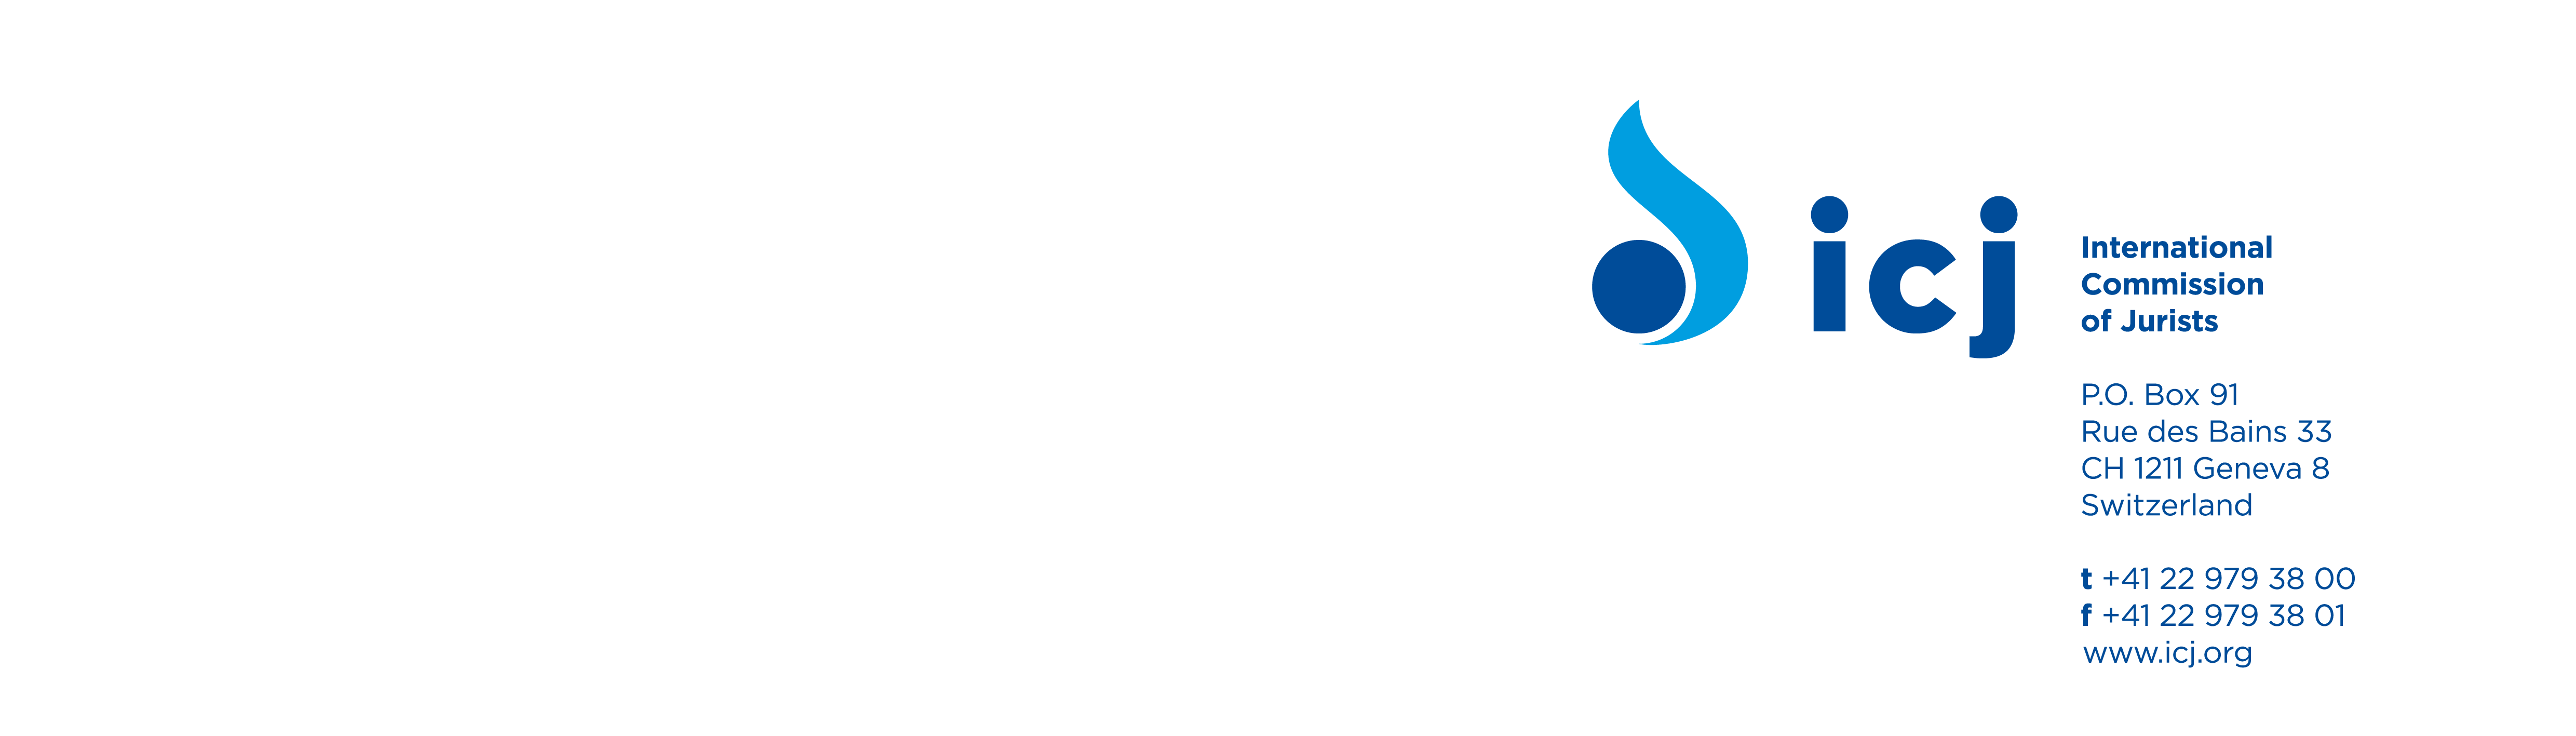 icj
International
Commission
of Jurists
P.O. Box 91
Rue des Bains 33
CH 1211 Geneva 8
Switzerland
t +41 22 979 38 00
f +41 22 979 38 01
www.icj.org